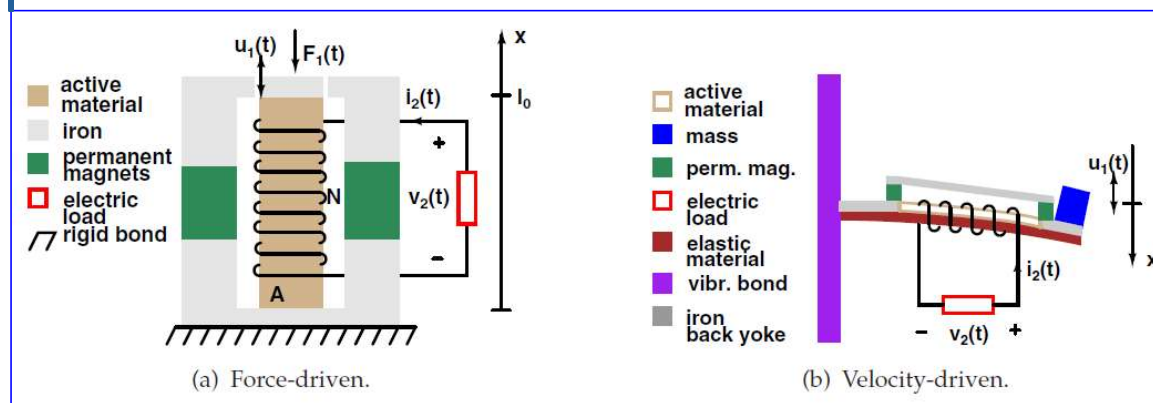 u₁(t)
F₁(t)
x
active
material
iron
permanent
magnets
electric
load
rigid bond
i₂(t)
l₀
+
N
v₂(t)
−
A
(a) Force-driven.
active
material
mass
perm. mag.
electric
load
elastic
material
vibr. bond
iron
back yoke
u₁(t)
x
i₂(t)
− v₂(t) +
(b) Velocity-driven.